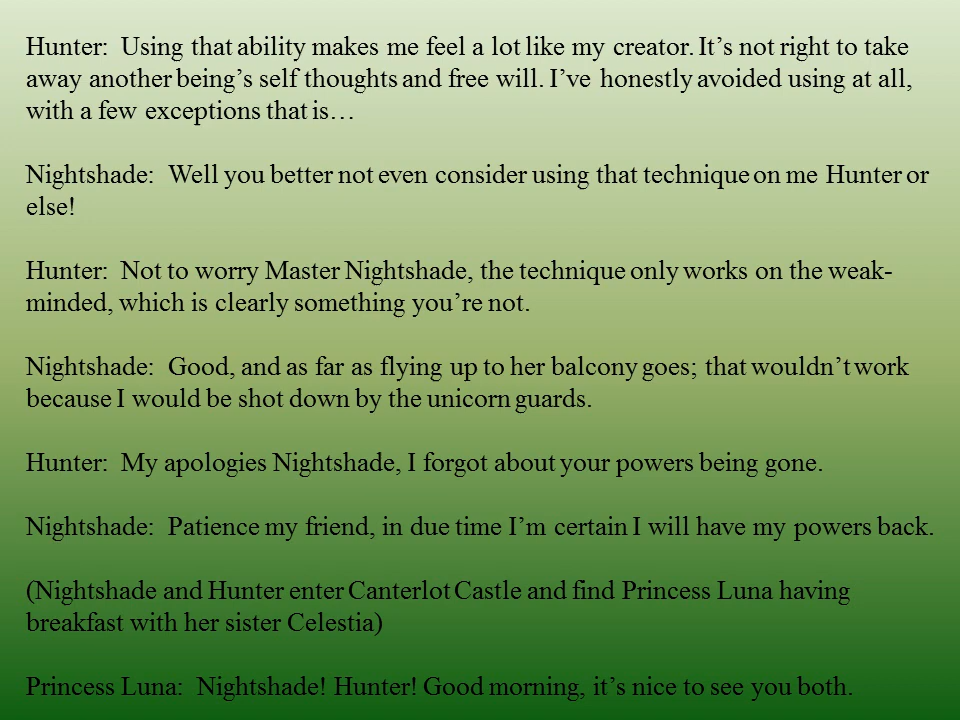 Hunter:  Using that ability makes me feel a lot like my creator. It’s not right to take
away another being’s self thoughts and free will. I’ve honestly avoided using at all,
with a few exceptions that is…
Nightshade:  Well you better not even consider using that technique on me Hunter or
else!
Hunter:  Not to worry Master Nightshade, the technique only works on the weak-
minded, which is clearly something you’re not.
Nightshade:  Good, and as far as flying up to her balcony goes; that wouldn’t work
because I would be shot down by the unicorn guards.
Hunter:  My apologies Nightshade, I forgot about your powers being gone.
Nightshade:  Patience my friend, in due time I’m certain I will have my powers back.
(Nightshade and Hunter enter Canterlot Castle and find Princess Luna having
breakfast with her sister Celestia)
Princess Luna:  Nightshade! Hunter! Good morning, it’s nice to see you both.